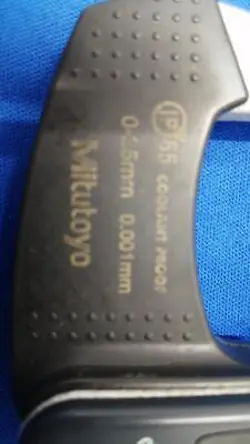 IP65 COOLANT PROOF
0-25mm 0.001mm
Mitutoyo